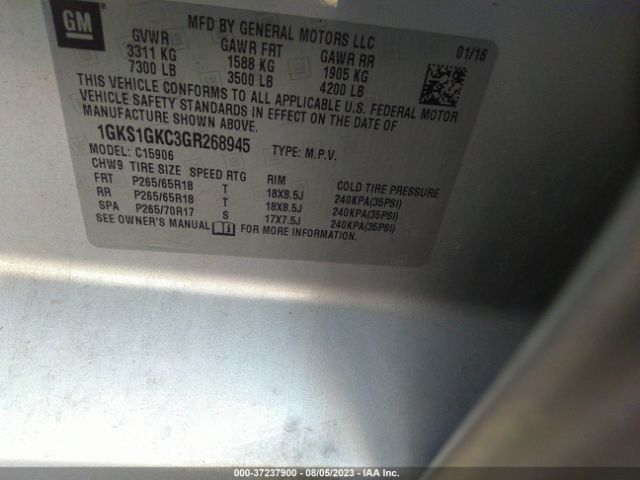 GM
MFD BY GENERAL MOTORS LLC
01/16
GVWR GAWR FRT GAWR RR
3311 KG 1588 KG 1905 KG
7300 LB 3500 LB 4200 LB
THIS VEHICLE CONFORMS TO ALL APPLICABLE U.S. FEDERAL MOTOR
VEHICLE SAFETY STANDARDS IN EFFECT ON THE DATE OF
MANUFACTURE SHOWN ABOVE.
1GKS1GKC3GR268945 TYPE: M.P.V.
MODEL: C15906
CHW9 TIRE SIZE SPEED RTG RIM COLD TIRE PRESSURE
FRT P265/65R18 T 18X8.5J 240KPA(35PSI)
RR P265/65R18 T 18X8.5J 240KPA(35PSI)
SPA P265/70R17 S 17X7.5J 240KPA(35PSI)
SEE OWNER'S MANUAL i FOR MORE INFORMATION.
000-37237900 - 08/05/2023 - IAA Inc.